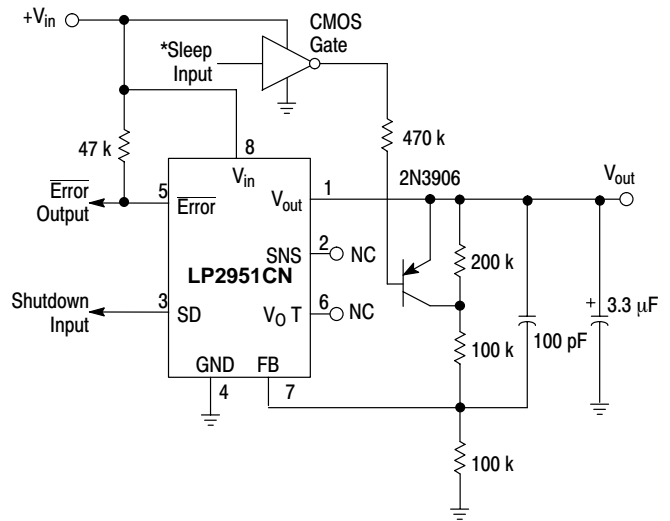 +Vin
*Sleep
Input
CMOS
Gate
47 k
470 k
8
Vin
2N3906
Vout
Error
Output
5
Error
Vout
1
SNS
2
NC
200 k
LP2951CN
Shutdown
Input
3
SD
VO T
6
NC
100 k
100 pF
+
3.3 µF
GND
FB
4
7
100 k